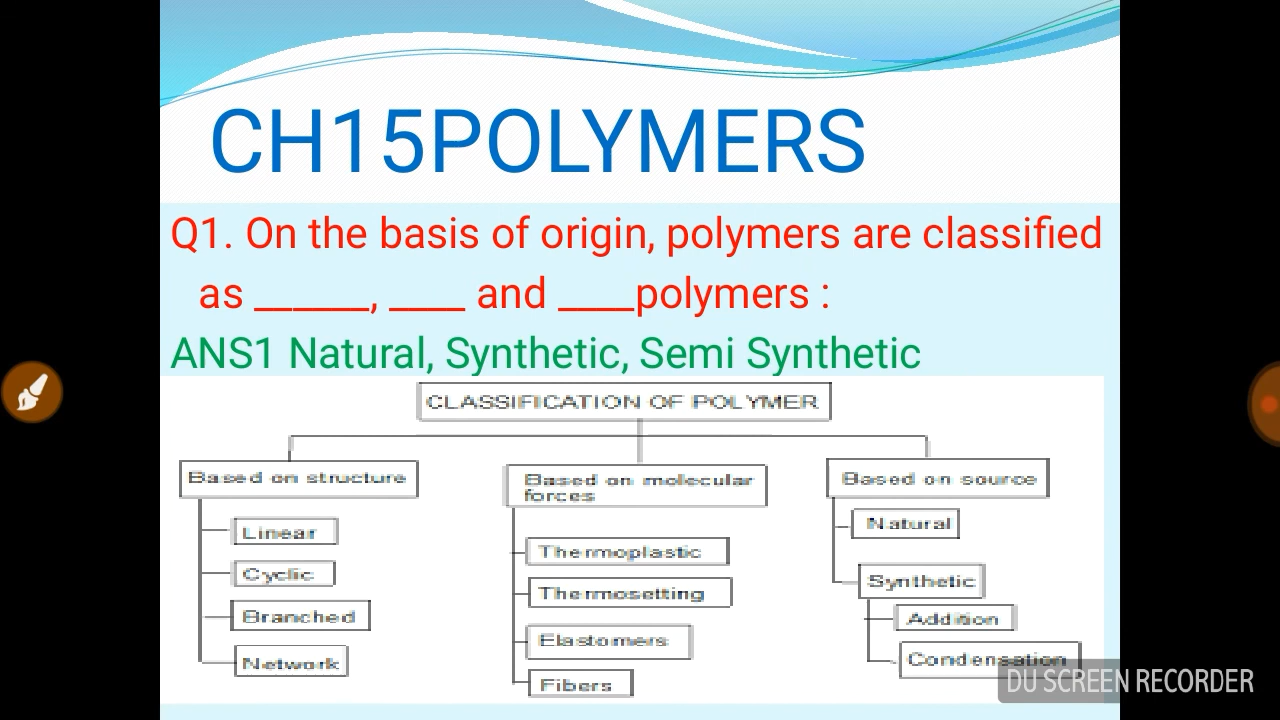 CH15POLYMERS
Q1. On the basis of origin, polymers are classified
as ______, ____ and ____polymers :
ANS1 Natural, Synthetic, Semi Synthetic
CLASSIFICATION OF POLYMER
Based on structure
Linear
Cyclic
Branched
Network
Based on molecular
forces
Thermoplastic
Thermosetting
Elastomers
Fibers
Based on source
Natural
Synthetic
Addition
Condensation
DU SCREEN RECORDER